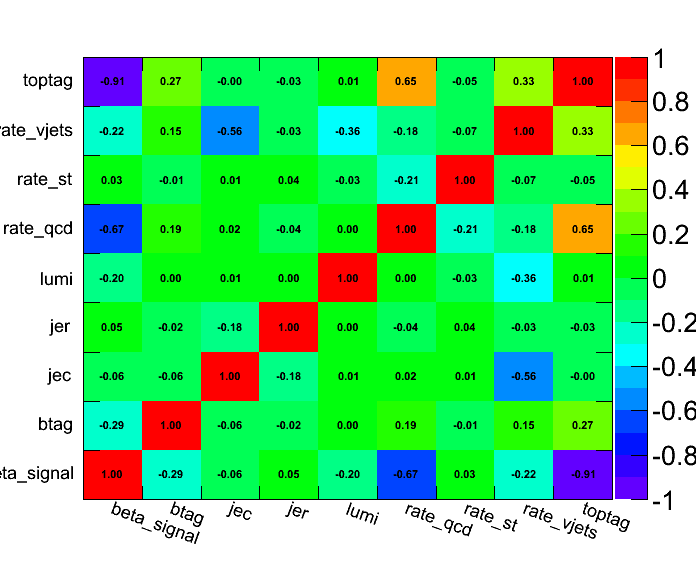 toptag -0.91 0.27 -0.00 -0.03 0.01 0.65 -0.05 0.33 1.00
rate_vjets -0.22 0.15 -0.56 -0.03 -0.36 -0.18 -0.07 1.00 0.33
rate_st 0.03 -0.01 0.01 0.04 -0.03 -0.21 1.00 -0.07 -0.05
rate_qcd -0.67 0.19 0.02 -0.04 0.00 1.00 -0.21 -0.18 0.65
lumi -0.20 0.00 0.01 0.00 1.00 0.00 -0.03 -0.36 0.01
jer 0.05 -0.02 -0.18 1.00 0.00 -0.04 0.04 -0.03 -0.03
jec -0.06 -0.06 1.00 -0.18 0.01 0.02 0.01 -0.56 -0.00
btag -0.29 1.00 -0.06 -0.02 0.00 0.19 -0.01 0.15 0.27
eta_signal 1.00 -0.29 -0.06 0.05 -0.20 -0.67 0.03 -0.22 -0.91
beta_signal btag jec jer lumi rate_qcd rate_st rate_vjets toptag
1
0.8
0.6
0.4
0.2
0
-0.2
-0.4
-0.6
-0.8
-1